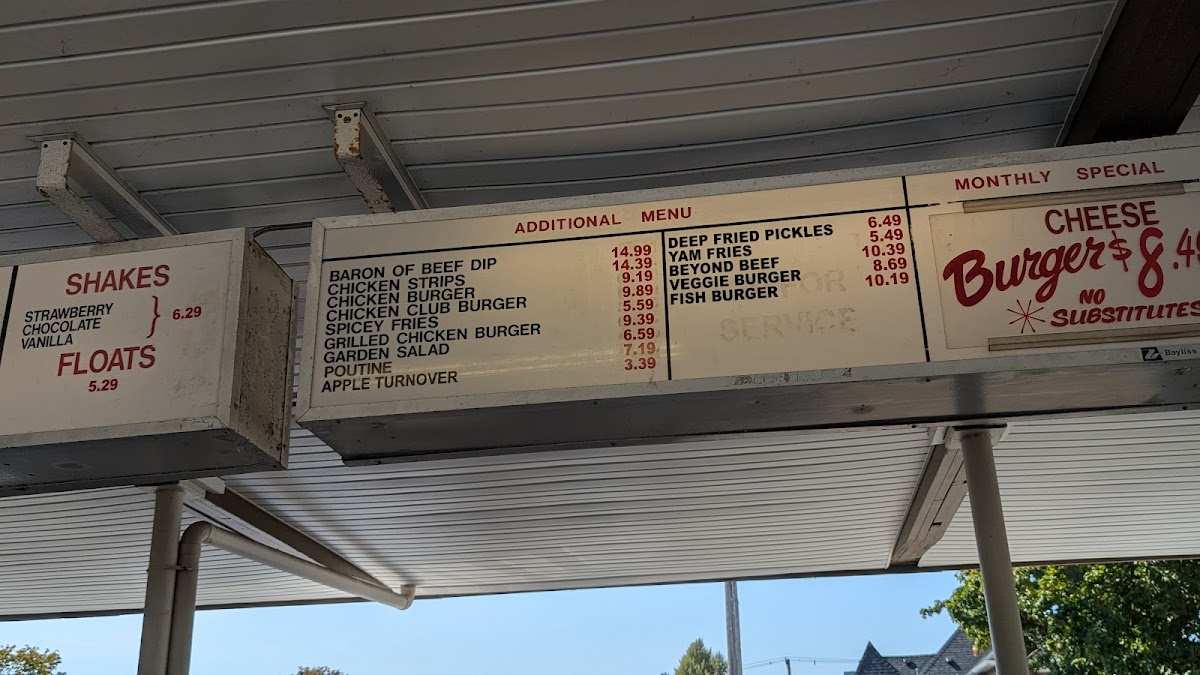 SHAKES
STRAWBERRY
CHOCOLATE
VANILLA
6.29
FLOATS
5.29
ADDITIONAL MENU
BARON OF BEEF DIP 14.99
CHICKEN STRIPS 14.39
CHICKEN BURGER 9.19
CHICKEN CLUB BURGER 9.89
SPICEY FRIES 5.59
GRILLED CHICKEN BURGER 9.39
GARDEN SALAD 6.59
POUTINE 7.19
APPLE TURNOVER 3.39
DEEP FRIED PICKLES 6.49
YAM FRIES 5.49
BEYOND BEEF 10.39
VEGGIE BURGER 8.69
FISH BURGER 10.19
FOR
SERVICE
MONTHLY SPECIAL
CHEESE
Burger $8.49
NO
SUBSTITUTES
Bayliss